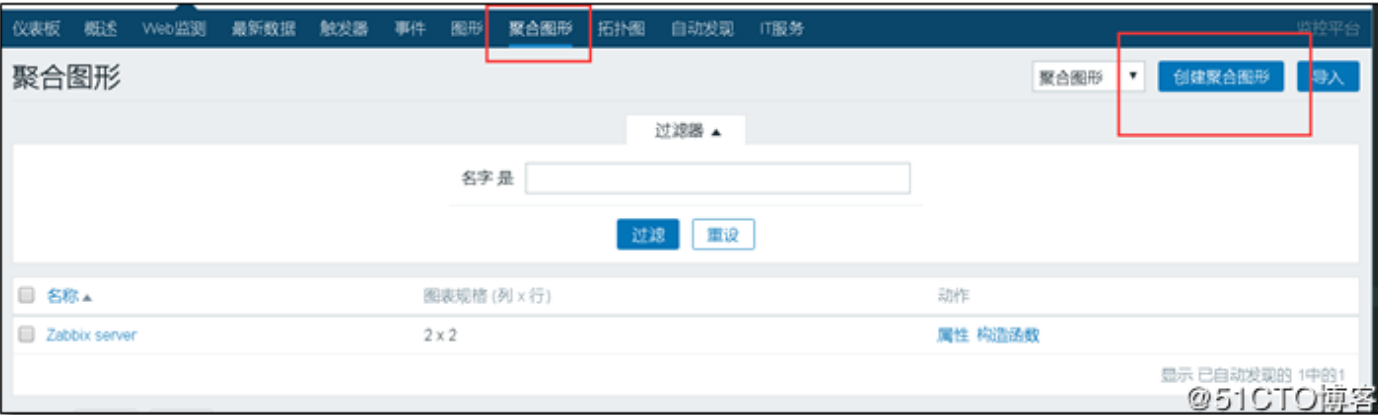 仪表板 概述 Web监测 最新数据 触发器 事件 图形 聚合图形 拓扑图 自动发现 IT服务 监控平台
聚合图形 聚合图形 ▼ 创建聚合图形 导入
过滤器 ▲
名字 是
过滤 重设
名称 ▲ 图表规格 (列 x 行) 动作
Zabbix server 2 x 2 属性 构造函数
显示 已自动发现的 1中的1
@51CTO博客